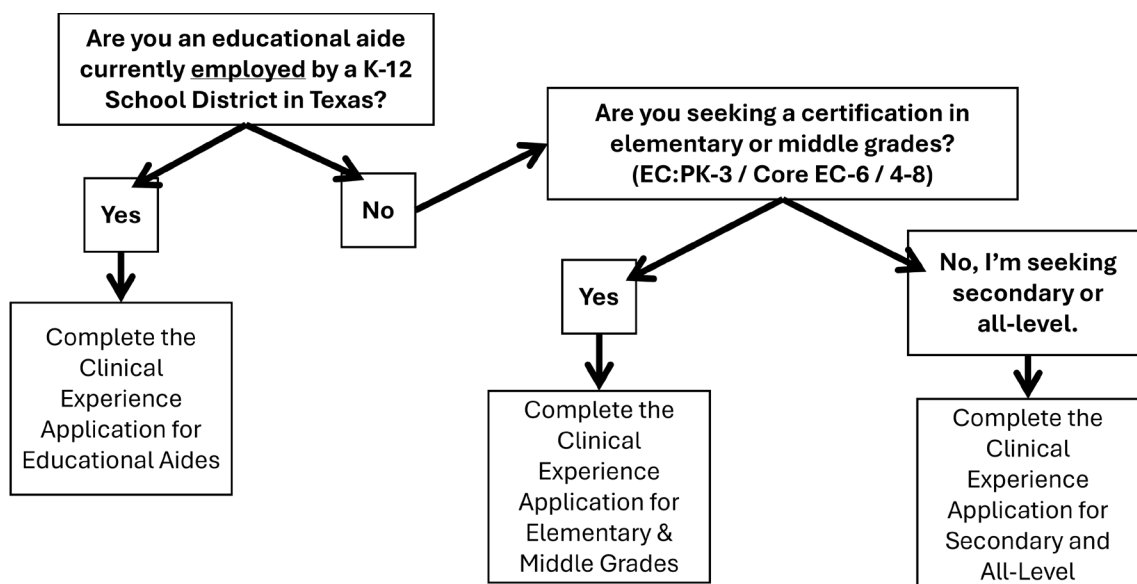 Are you an educational aide
currently employed by a K-12
School District in Texas?
Yes
No
Complete the
Clinical
Experience
Application for
Educational Aides
Are you seeking a certification in
elementary or middle grades?
(EC:PK-3 / Core EC-6 / 4-8)
Yes
No, I’m seeking
secondary or
all-level.
Complete the
Clinical
Experience
Application for
Elementary &
Middle Grades
Complete the
Clinical
Experience
Application for
Secondary and
All-Level